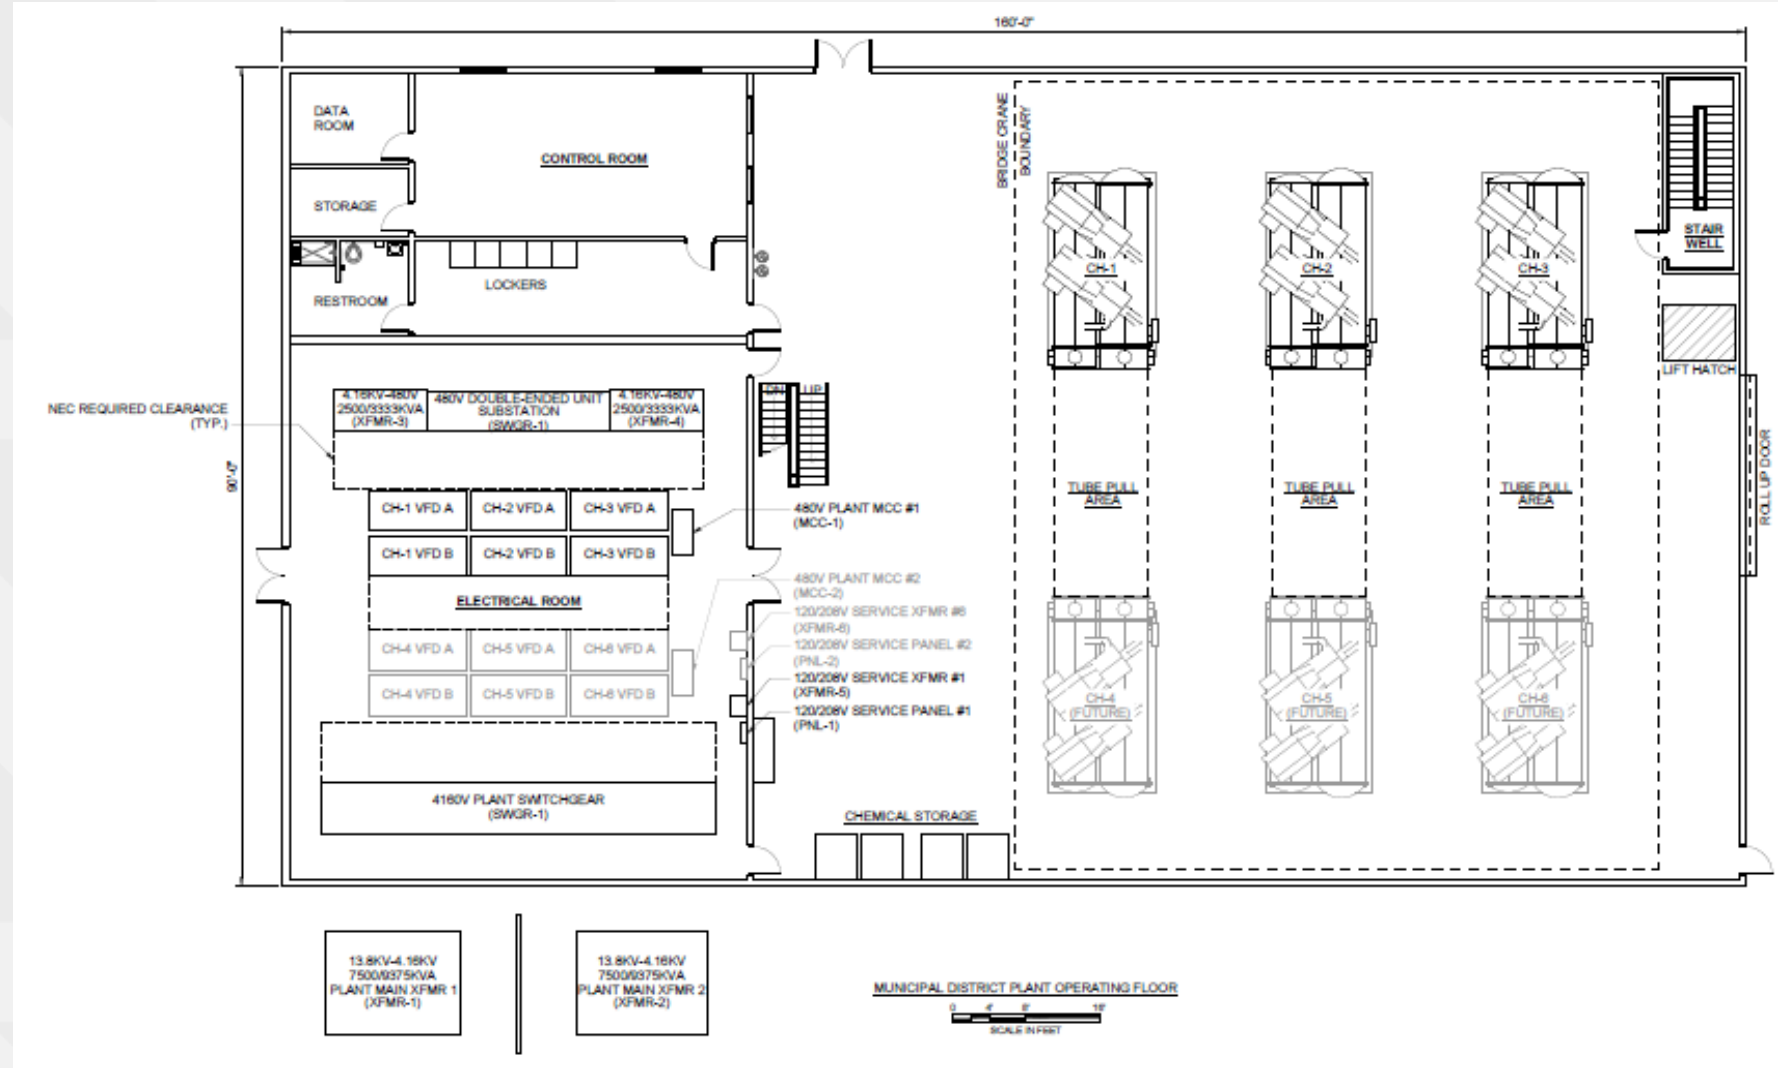 160'-0"
DATA
ROOM
CONTROL ROOM
STORAGE
RESTROOM
LOCKERS
BRIDGE CRANE
BOUNDARY
STAIR
WELL
CH-1
CH-2
CH-3
LIFT HATCH
ROLL UP DOOR
NEC REQUIRED CLEARANCE
(TYP.)
90'-0"
4.16KV-480V
2500/3333KVA
(XFMR-3)
480V DOUBLE-ENDED UNIT
SUBSTATION
(SWGR-1)
4.16KV-480V
2500/3333KVA
(XFMR-4)
DN
UP
CH-1 VFD A
CH-2 VFD A
CH-3 VFD A
CH-1 VFD B
CH-2 VFD B
CH-3 VFD B
ELECTRICAL ROOM
CH-4 VFD A
CH-5 VFD A
CH-6 VFD A
CH-4 VFD B
CH-5 VFD B
CH-6 VFD B
4160V PLANT SWITCHGEAR
(SWGR-1)
480V PLANT MCC #1
(MCC-1)
480V PLANT MCC #2
(MCC-2)
120/208V SERVICE XFMR #6
(XFMR-6)
120/208V SERVICE PANEL #2
(PNL-2)
120/208V SERVICE XFMR #1
(XFMR-5)
120/208V SERVICE PANEL #1
(PNL-1)
TUBE PULL
AREA
TUBE PULL
AREA
TUBE PULL
AREA
CH-4
(FUTURE)
CH-5
(FUTURE)
CH-6
(FUTURE)
CHEMICAL STORAGE
13.8KV-4.16KV
7500/9375KVA
PLANT MAIN XFMR 1
(XFMR-1)
13.8KV-4.16KV
7500/9375KVA
PLANT MAIN XFMR 2
(XFMR-2)
MUNICIPAL DISTRICT PLANT OPERATING FLOOR
0 4' 8' 16'
SCALE IN FEET